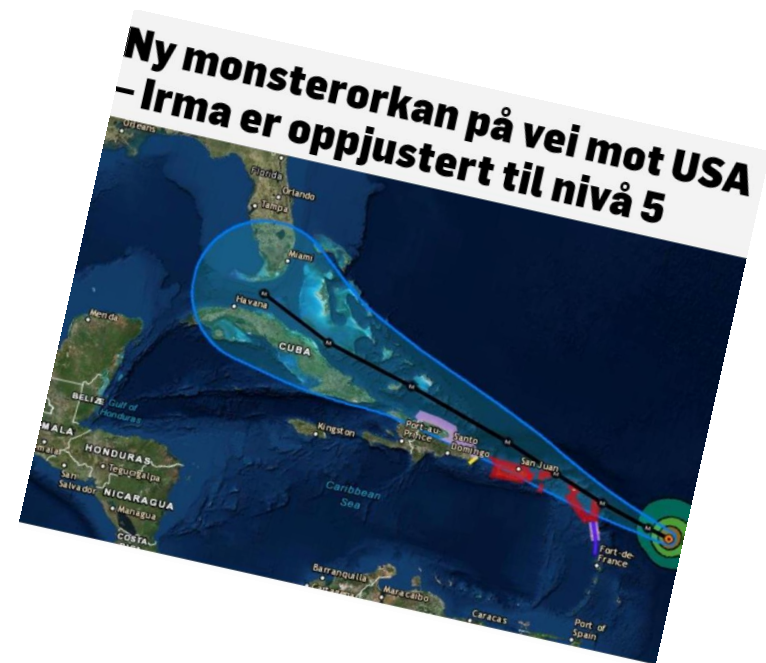 Ny monsterorkan på vei mot USA
– Irma er oppjustert til nivå 5
Orleans
Florida
Orlando
Tampa
Miami
Havana
Merida
CUBA
BELIZE
Gulf of
Honduras
Kingston
Port-au-
Prince
Santo
Domingo
San Juan
HONDURAS
Tegucigalpa
San
Salvador
NICARAGUA
Managua
COSTA
Caribbean
Sea
Fort-de-
France
Barranquilla
Maracaibo
Caracas
Port of
Spain